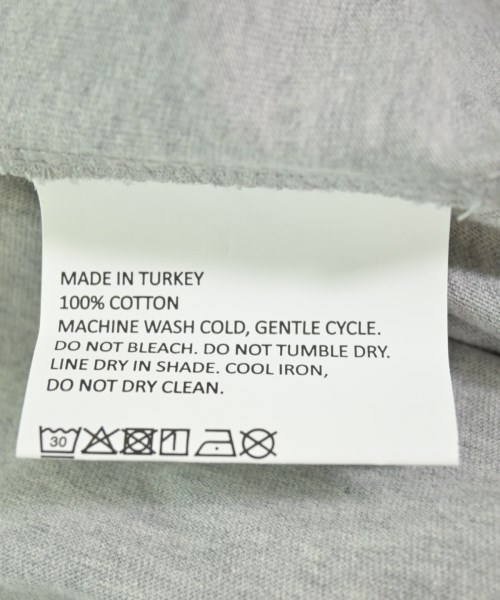 MADE IN TURKEY
100% COTTON
MACHINE WASH COLD, GENTLE CYCLE.
DO NOT BLEACH. DO NOT TUMBLE DRY.
LINE DRY IN SHADE. COOL IRON,
DO NOT DRY CLEAN.
30